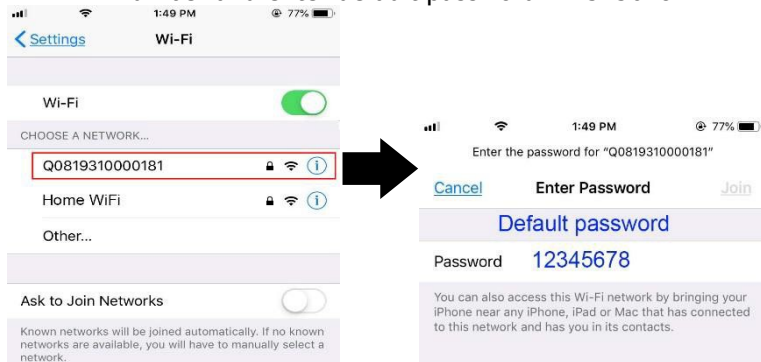 1:49 PM
77%
Settings
Wi-Fi
Wi-Fi
CHOOSE A NETWORK...
Q0819310000181
Home WiFi
Other...
Ask to Join Networks
Known networks will be joined automatically. If no known
networks are available, you will have to manually select a
network.
1:49 PM
77%
Enter the password for "Q0819310000181"
Cancel
Enter Password
Join
Default password
Password
12345678
You can also access this Wi-Fi network by bringing your
iPhone near any iPhone, iPad or Mac that has connected
to this network and has you in its contacts.